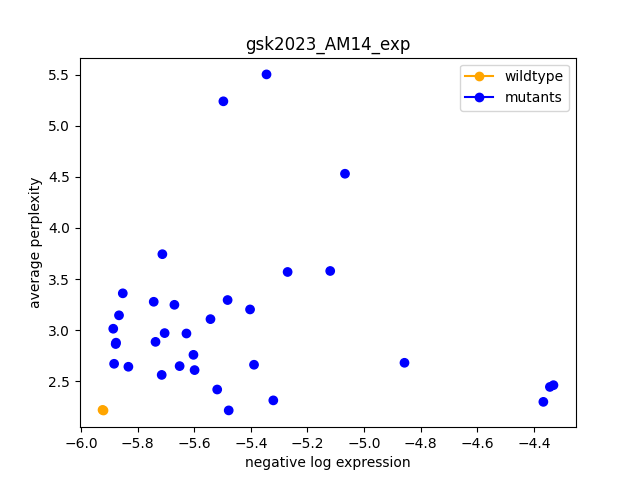 gsk2023_AM14_exp
wildtype
mutants
average perplexity
5.5
5.0
4.5
4.0
3.5
3.0
2.5
−6.0 −5.8 −5.6 −5.4 −5.2 −5.0 −4.8 −4.6 −4.4
negative log expression